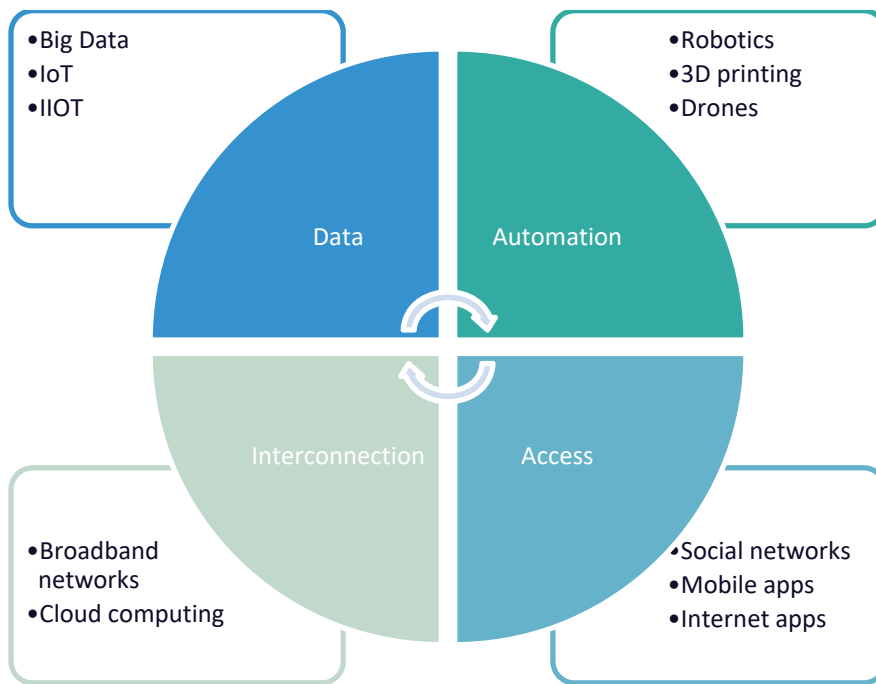 •Big Data
•IoT
•IIOT
•Robotics
•3D printing
•Drones
Data
Automation
Interconnection
Access
•Broadband
networks
•Cloud computing
•Social networks
•Mobile apps
•Internet apps